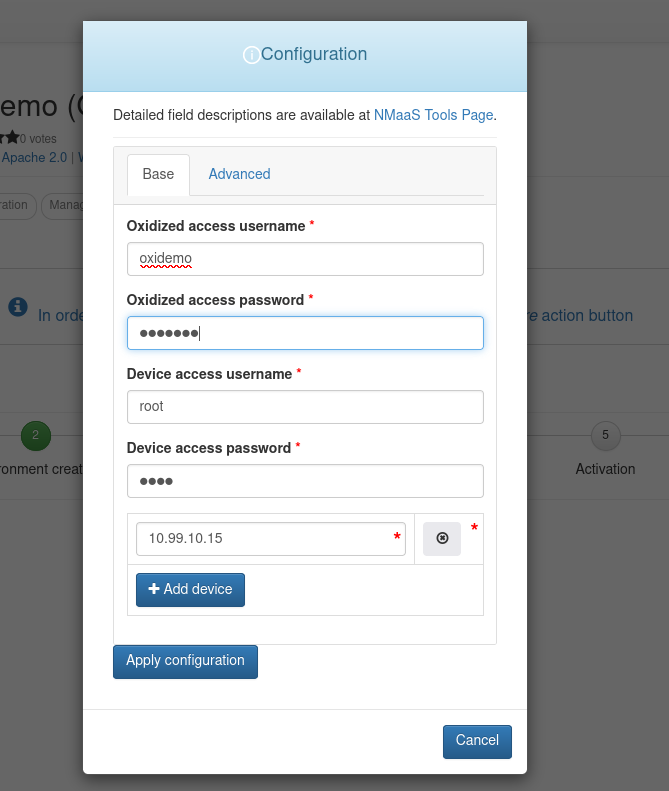 Configuration
Detailed field descriptions are available at NMaaS Tools Page.
emo (
0 votes
Apache 2.0 |
ration
Manag
Base
Advanced
Oxidized access username *
oxidemo
Oxidized access password *
●●●●●●●
In orde
re action button
Device access username *
root
2
5
Device access password *
ronment creat
Activation
●●●●
10.99.10.15 *
*
+ Add device
Apply configuration
Cancel